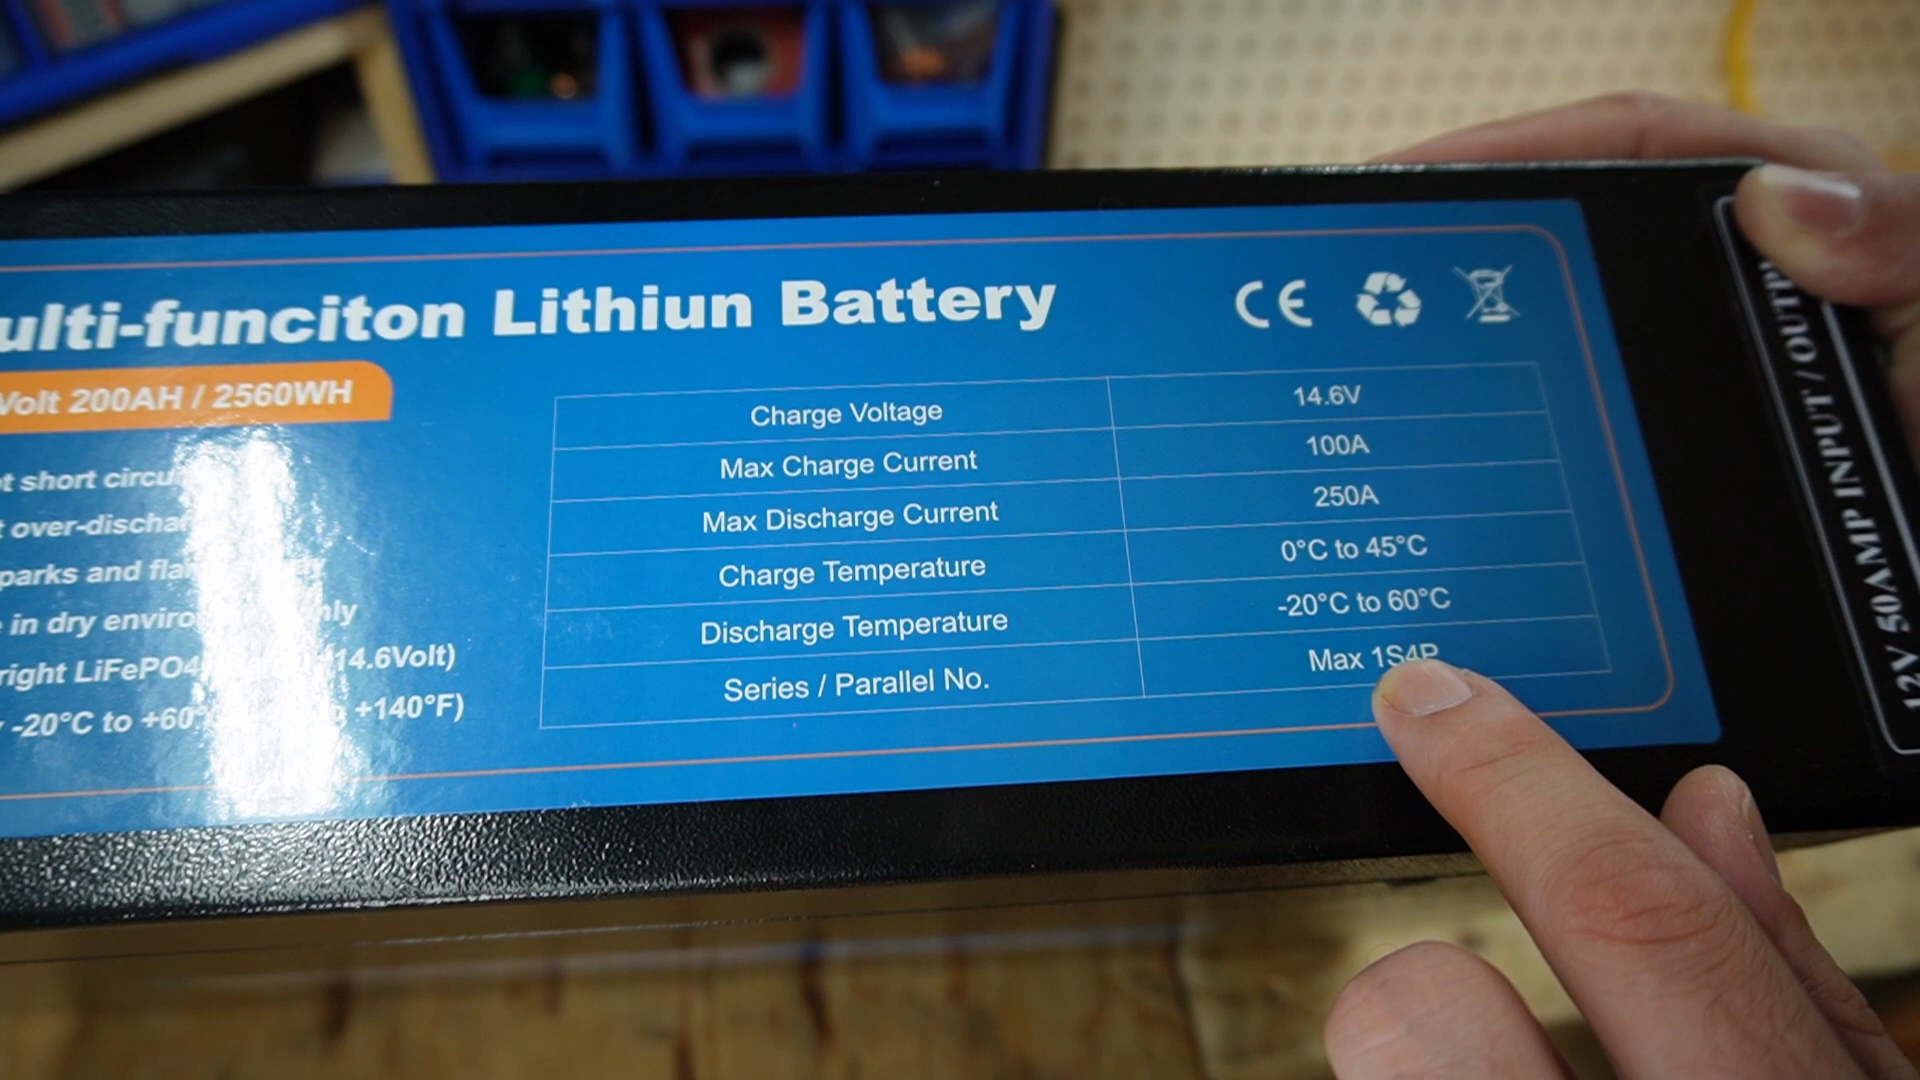 ulti-funciton Lithiun Battery
CE
Volt 200AH / 2560WH
t short circu
t over-discha
parks and fla
in dry enviro nly
right LiFePO4 14.6Volt)
-20°C to +60° +140°F)
Charge Voltage 14.6V
Max Charge Current 100A
Max Discharge Current 250A
Charge Temperature 0°C to 45°C
Discharge Temperature -20°C to 60°C
Series / Parallel No. Max 1S4P
12V 50AMP INPUT / OUTPU